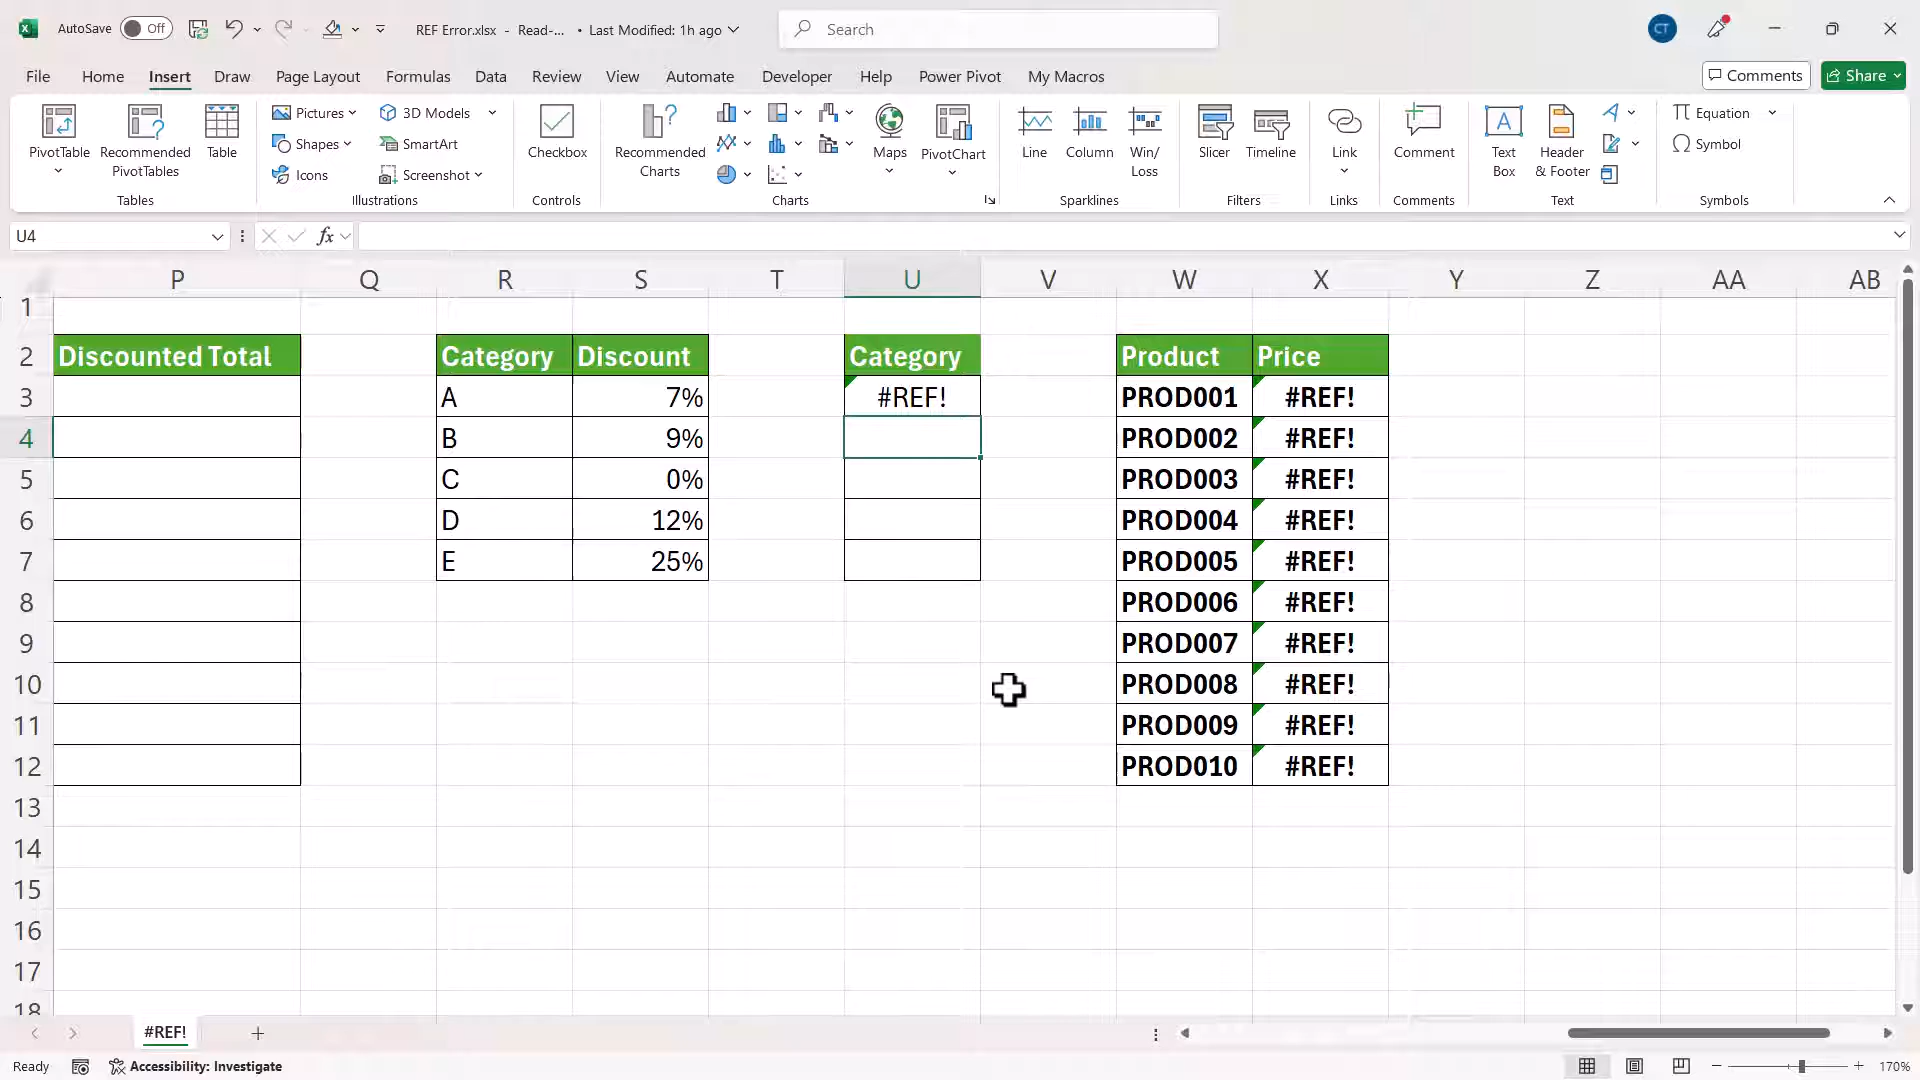 AutoSave Off REF Error.xlsx - Read-... • Last Modified: 1h ago Search CT
File Home Insert Draw Page Layout Formulas Data Review View Automate Developer Help Power Pivot My Macros Comments Share
PivotTable
Recommended
PivotTables
Table
Tables
Pictures
Shapes
Icons
3D Models
SmartArt
Screenshot
Illustrations
Checkbox
Controls
Recommended
Charts
Maps
PivotChart
Charts
Line
Column
Win/
Loss
Sparklines
Slicer
Timeline
Filters
Link
Links
Comment
Comments
Text
Box
Header
& Footer
Text
Equation
Symbol
Symbols
U4 fx
P Q R S T U V W X Y Z AA AB
1
2 Discounted Total Category Discount Category Product Price
3 A 7% #REF! PROD001 #REF!
4 B 9% PROD002 #REF!
5 C 0% PROD003 #REF!
6 D 12% PROD004 #REF!
7 E 25% PROD005 #REF!
8 PROD006 #REF!
9 PROD007 #REF!
10 PROD008 #REF!
11 PROD009 #REF!
12 PROD010 #REF!
13
14
15
16
17
18
#REF!
Ready Accessibility: Investigate 170%